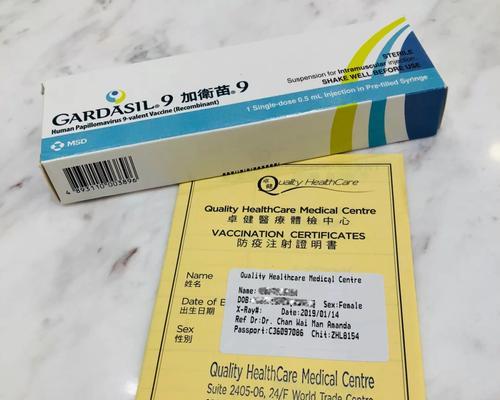 GARDASIL®9 加衛苗®9
Human Papillomavirus 9-valent Vaccine (Recombinant)
MSD
STERILE
Suspension for Intramuscular injection
SHAKE WELL BEFORE USE
1 Single-dose 0.5 mL Injection in Pre-filled Syringe
4 893110 003896
Quality HealthCare
Quality HealthCare Medical Centre
卓健醫療體檢中心
VACCINATION CERTIFICATES
防疫注射證明書
Name
姓名
Date of
出生日期
Sex
性別
Quality Healthcare Medical Centre
Name:
DOB: Sex:Female
X-Ray#: Date:2019/01/14
Ref Dr:Dr. Chan Wai Man Amanda
Passport:C36097086 Chit:ZHL8154
Quality HealthCare Medical Centre
Suite 2405-06, 24/F World Trade Centre